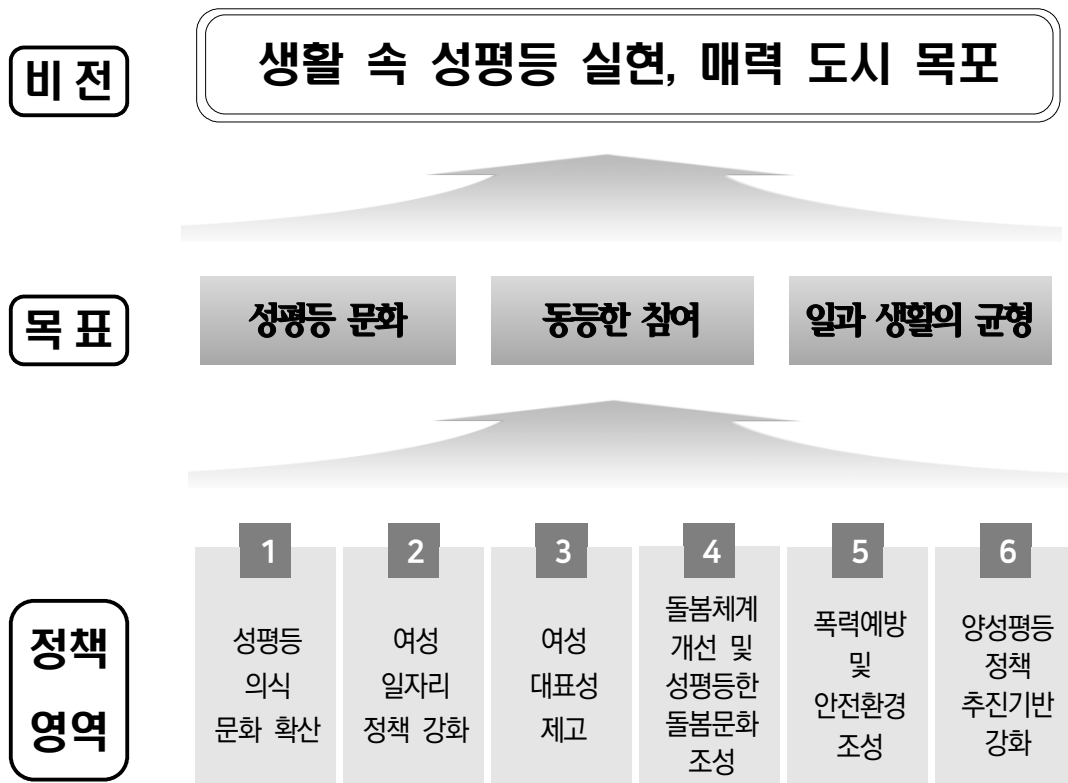 비 전
생활 속 성평등 실현, 매력 도시 목포
목 표
성평등 문화
동등한 참여
일과 생활의 균형
정책
영역
1
성평등
의식
문화 확산
2
여성
일자리
정책 강화
3
여성
대표성
제고
4
돌봄체계
개선 및
성평등한
돌봄문화
조성
5
폭력예방
및
안전환경
조성
6
양성평등
정책
추진기반
강화